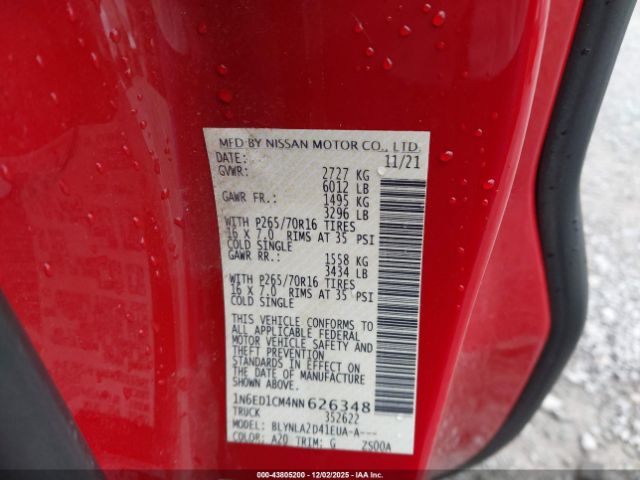 MFD BY NISSAN MOTOR CO., LTD
DATE: 11/21
GVWR: 2727 KG
6012 LB
GAWR FR.: 1495 KG
3296 LB
WITH P265/70R16 TIRES
16 X 7.0 RIMS AT 35 PSI
COLD SINGLE
GAWR RR.: 1558 KG
3434 LB
WITH P265/70R16 TIRES
16 X 7.0 RIMS AT 35 PSI
COLD SINGLE
THIS VEHICLE CONFORMS TO
ALL APPLICABLE FEDERAL
MOTOR VEHICLE SAFETY AND
THEFT PREVENTION
STANDARDS IN EFFECT ON
THE DATE OF MANUFACTURE
SHOWN ABOVE.
1N6ED1CM4NN626348
TRUCK 352622
MODEL: BLYNLA2D41EUA-A---
COLOR: A20 TRIM: G 2S00A
000-43805200 12/02/2025 IAAI.COM